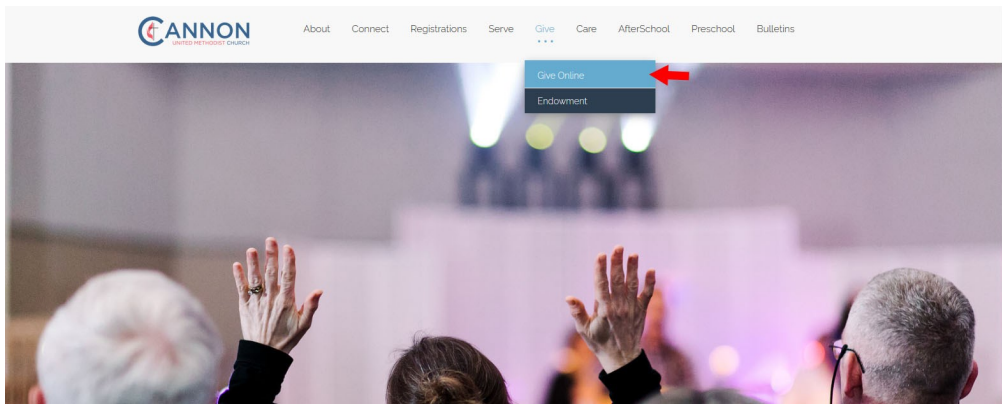 CANNON
UNITED METHODIST CHURCH
About Connect Registrations Serve Give Care AfterSchool Preschool Bulletins
Give Online
Endowment